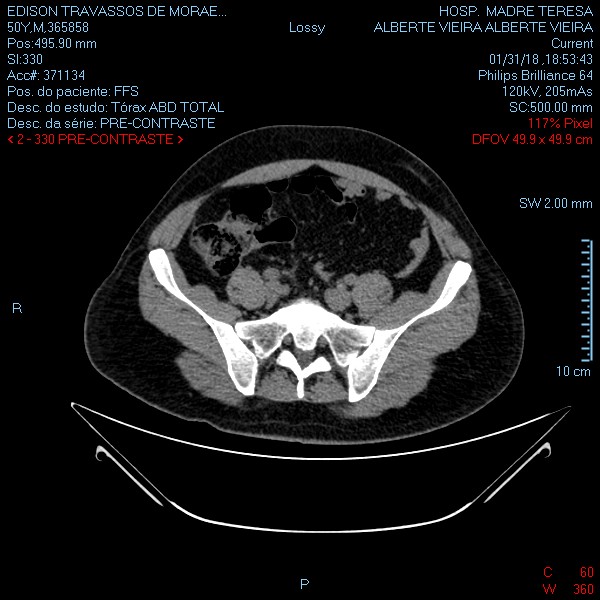 EDISON TRAVASSOS DE MORAE...
50Y,M,365858
Pos:495.90 mm
SI:330
Acc#: 371134
Pos. do paciente: FFS
Desc. do estudo: Tórax ABD TOTAL
Desc. da série: PRE-CONTRASTE
< 2 - 330 PRE-CONTRASTE >
Lossy
HOSP. MADRE TERESA
ALBERTE VIEIRA ALBERTE VIEIRA
Current
01/31/18 ,18:53:43
Philips Brilliance 64
120kV, 205mAs
SC:500.00 mm
117% Pixel
DFOV 49.9 x 49.9 cm
SW 2.00 mm
R
10 cm
P
C 60
W 360